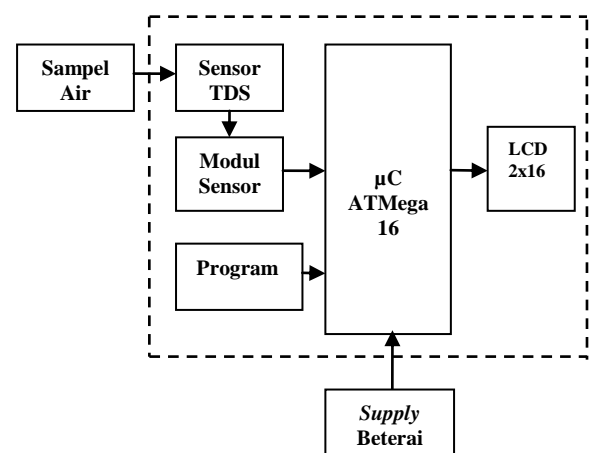 Sampel
Air
Sensor
TDS
Modul
Sensor
Program
µC
ATMega
16
LCD
2x16
Supply
Beterai